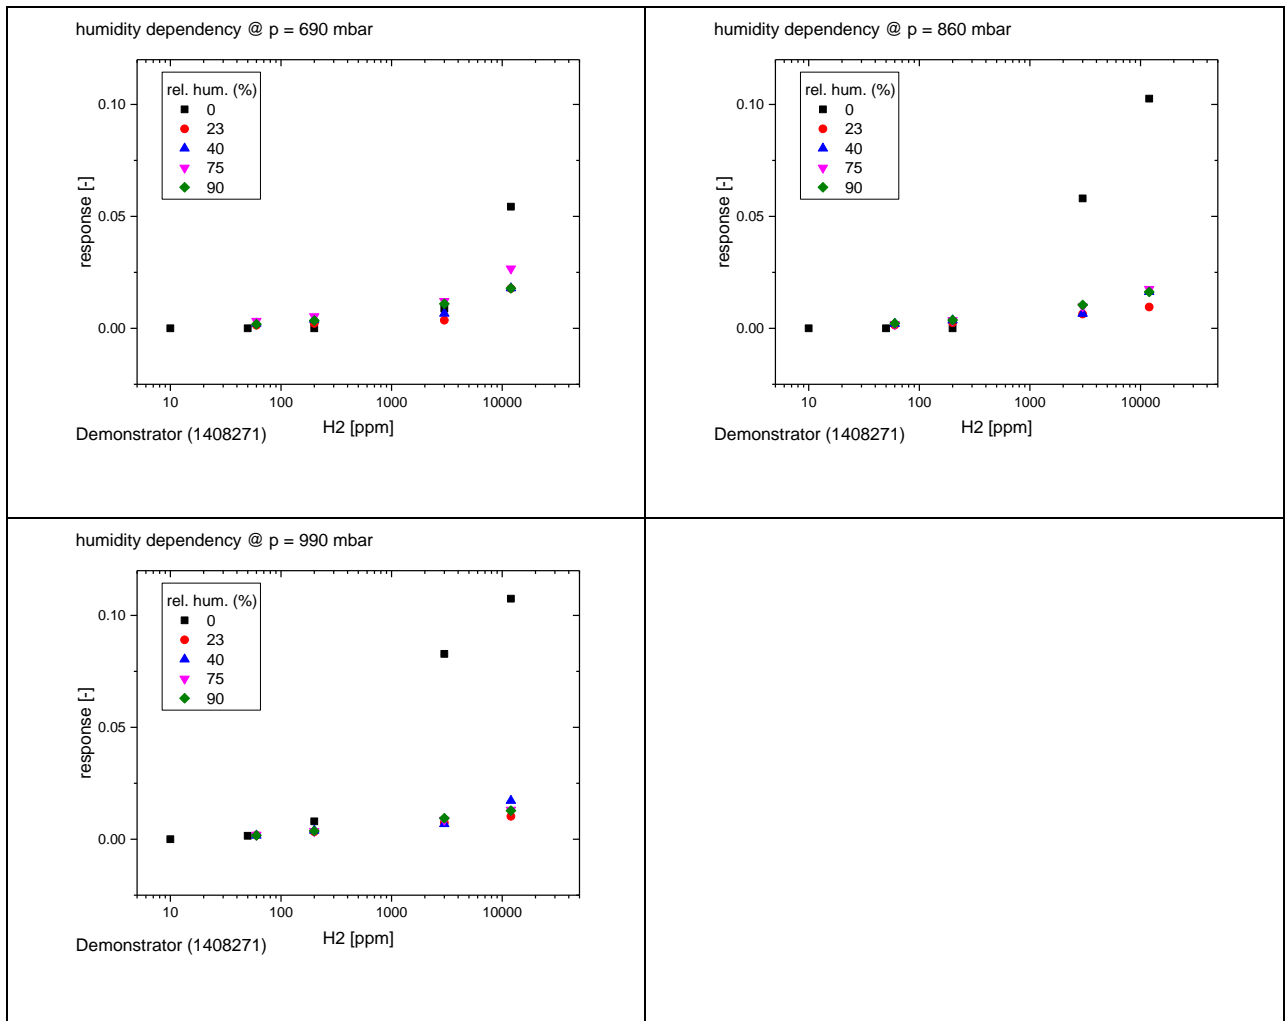 humidity dependency @ p = 690 mbar
rel. hum. (%)
0
23
40
75
90
0.10
0.05
0.00
response [-]
10 100 1000 10000
H2 [ppm]
Demonstrator (1408271)
humidity dependency @ p = 860 mbar
rel. hum. (%)
0
23
40
75
90
0.10
0.05
0.00
response [-]
10 100 1000 10000
H2 [ppm]
Demonstrator (1408271)
humidity dependency @ p = 990 mbar
rel. hum. (%)
0
23
40
75
90
0.10
0.05
0.00
response [-]
10 100 1000 10000
H2 [ppm]
Demonstrator (1408271)